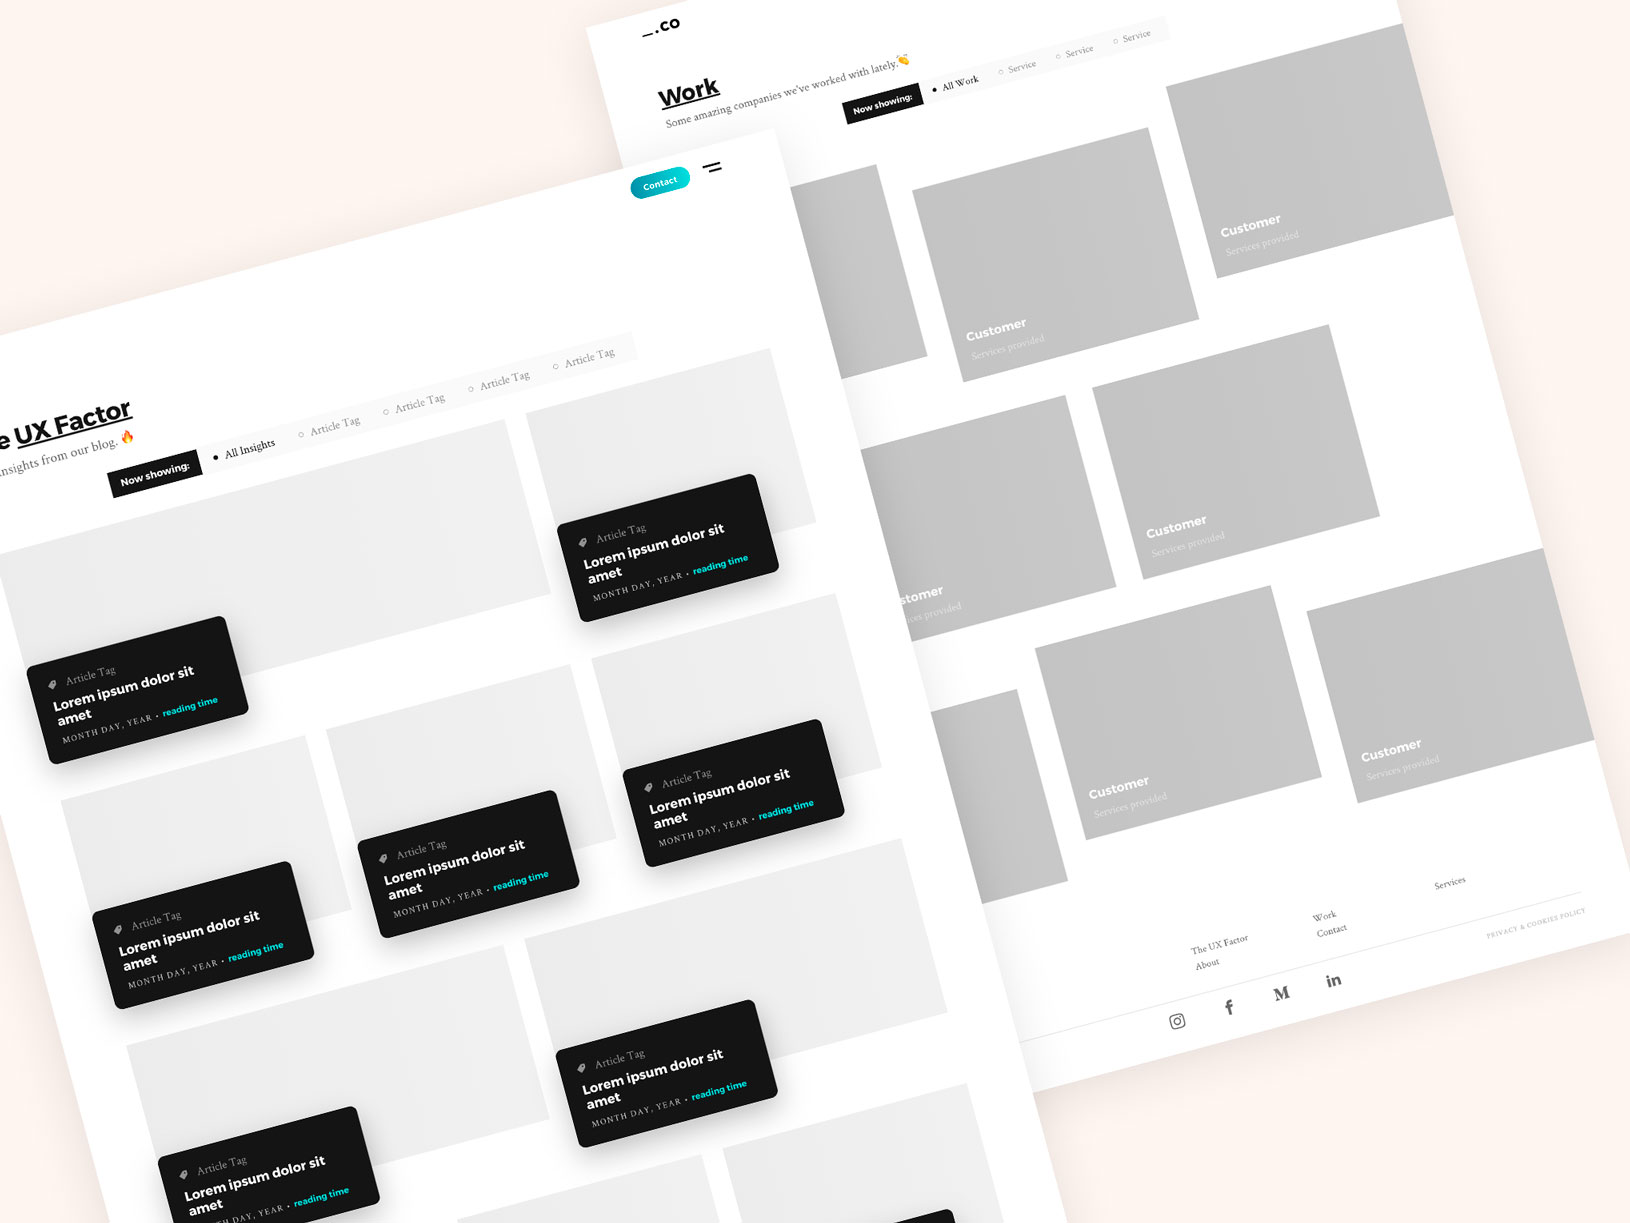 _.co
Work
Some amazing companies we've worked with lately.👏
Now showing:
All Work
Service
Service
Service
Customer
Services provided
Customer
Services provided
Customer
Services provided
stomer
ces provided
Customer
Services provided
Customer
Services provided
The UX Factor
About
Work
Contact
Services
PRIVACY & COOKIES POLICY
Contact
e UX Factor
nsights from our blog. 🔥
Now showing:
All Insights
Article Tag
Article Tag
Article Tag
Article Tag
Article Tag
Lorem ipsum dolor sit
amet
MONTH DAY, YEAR • reading time
Article Tag
Lorem ipsum dolor sit
amet
MONTH DAY, YEAR • reading time
Article Tag
Lorem ipsum dolor sit
amet
MONTH DAY, YEAR • reading time
Article Tag
Lorem ipsum dolor sit
amet
MONTH DAY, YEAR • reading time
Article Tag
Lorem ipsum dolor sit
amet
MONTH DAY, YEAR • reading time
Article Tag
Lorem ipsum dolor sit
amet
DAY, YEAR • reading time
Article Tag
Lorem ipsum dolor sit
amet
MONTH DAY, YEAR • reading time